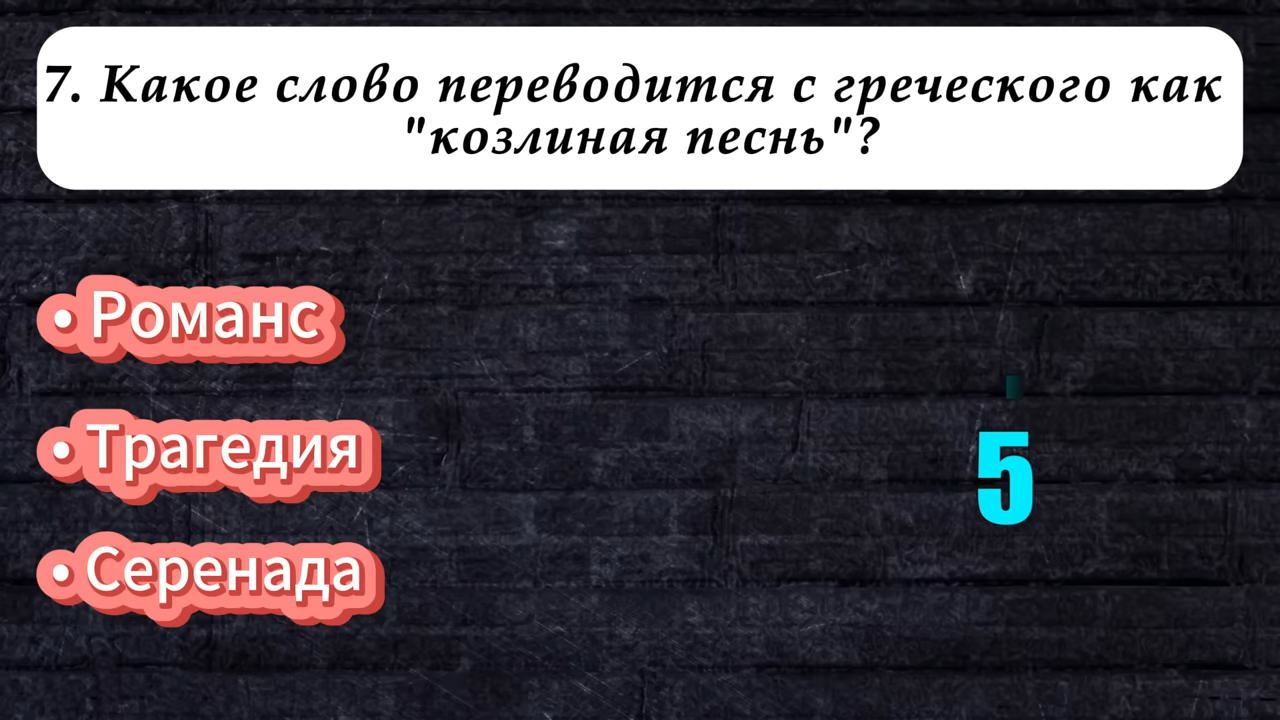 7. Какое слово переводится с греческого как
"козлиная песнь"?
• Романс
• Трагедия
5
• Серенада